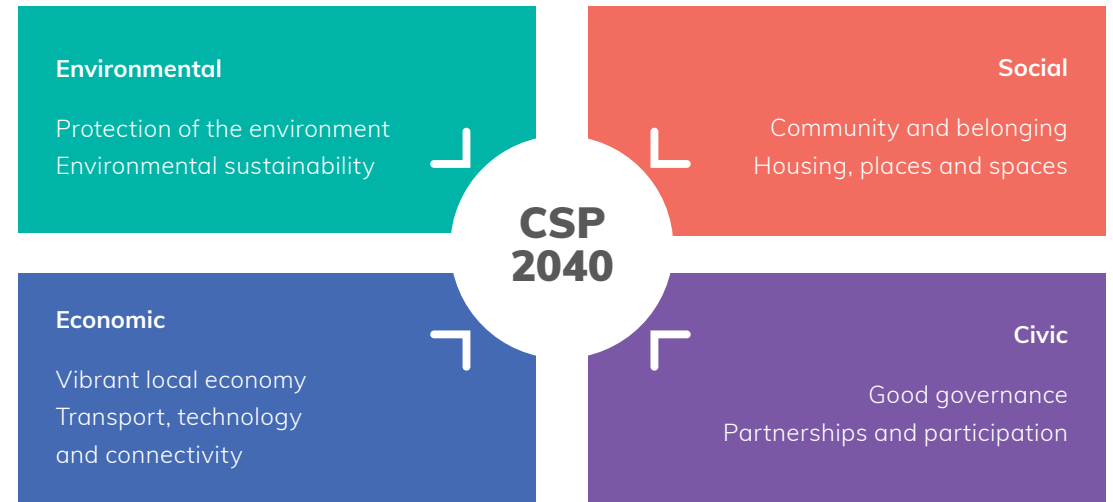 Environmental
Protection of the environment
Environmental sustainability
Social
Community and belonging
Housing, places and spaces
CSP
2040
Economic
Vibrant local economy
Transport, technology
and connectivity
Civic
Good governance
Partnerships and participation